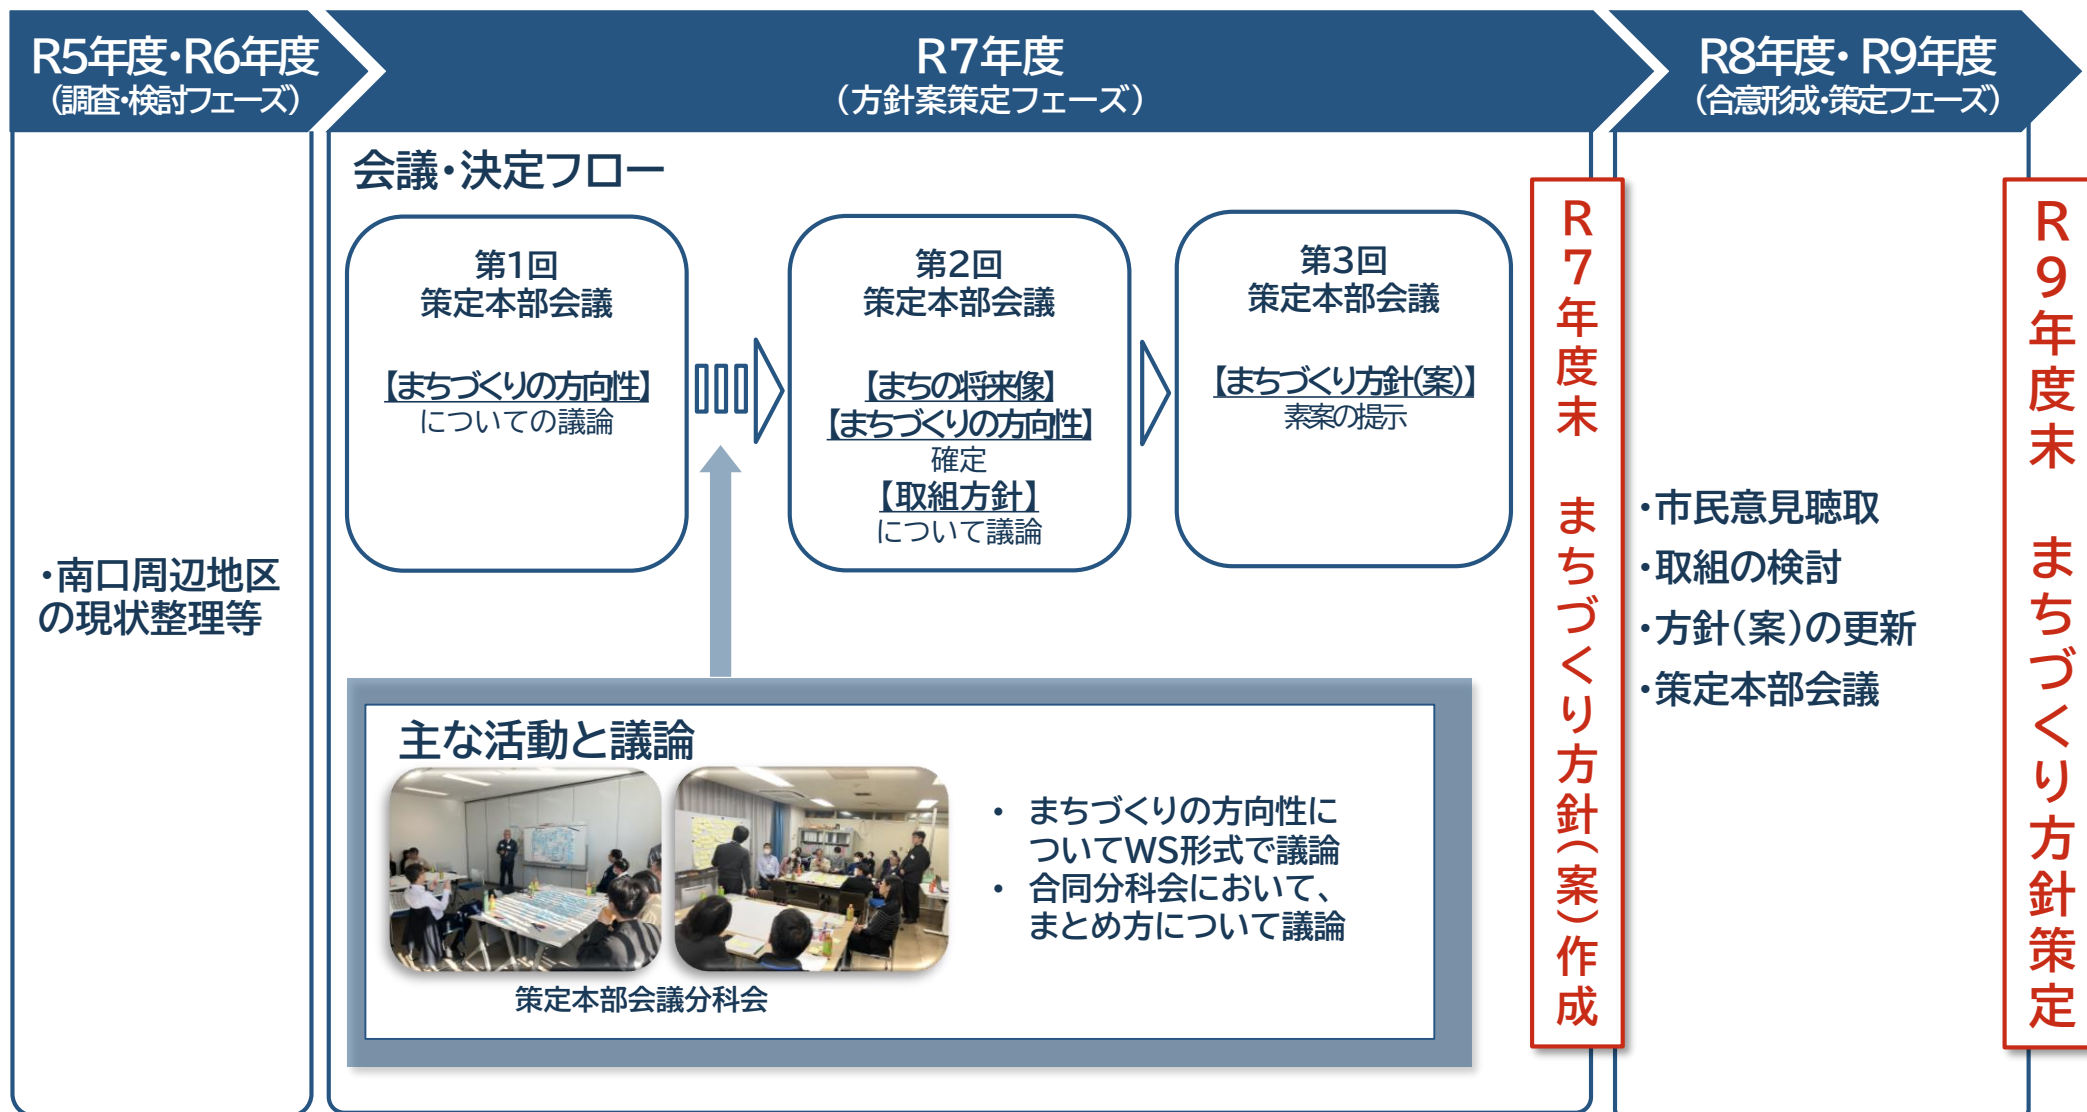 R5年度・R6年度
（調査・検討フェーズ）
R7年度
（方針案策定フェーズ）
R8年度・R9年度
（合意形成・策定フェーズ）
・南口周辺地区
の現状整理等
会議・決定フロー
第1回
策定本部会議
【まちづくりの方向性】
についての議論
第2回
策定本部会議
【まちの将来像】
【まちづくりの方向性】
確定
【取組方針】
について議論
第3回
策定本部会議
【まちづくり方針(案)】
素案の提示
主な活動と議論
策定本部会議分科会
・ まちづくりの方向性に
ついてWS形式で議論
・ 合同分科会において、
まとめ方について議論
R7年度末 まちづくり方針（案）作成
・市民意見聴取
・取組の検討
・方針（案）の更新
・策定本部会議
R9年度末 まちづくり方針策定